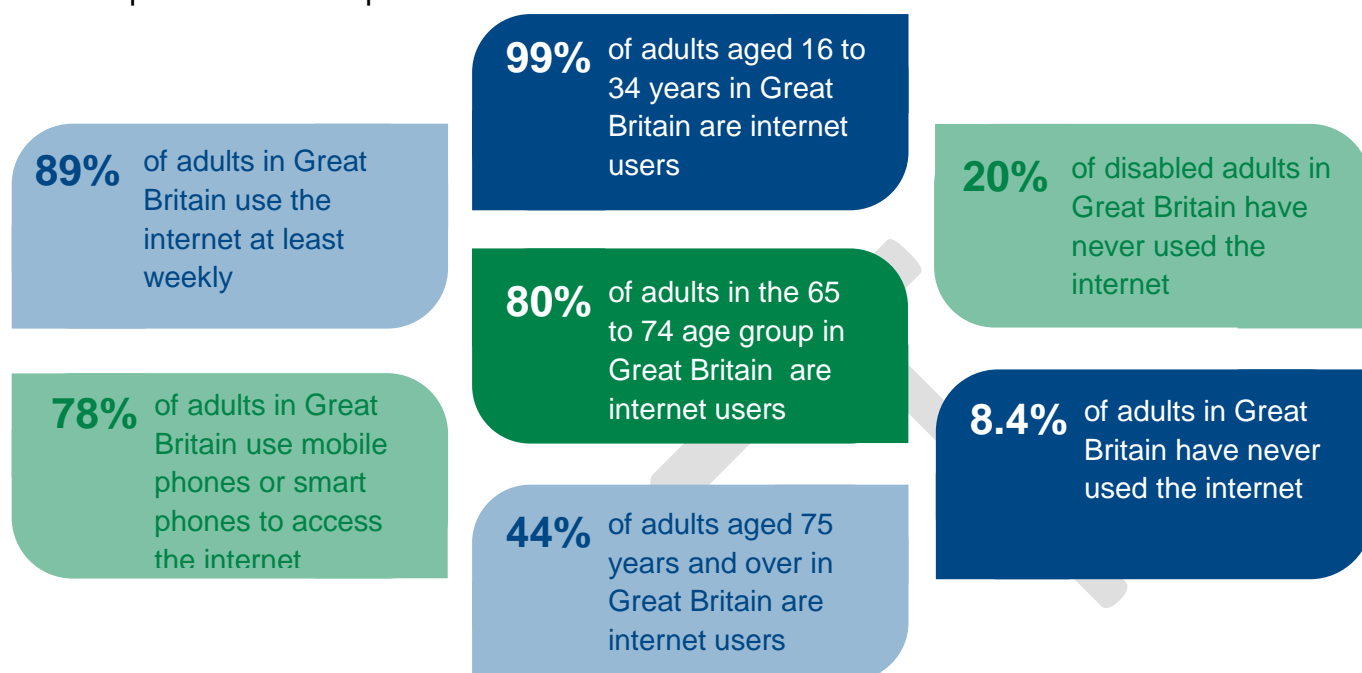 89% of adults in Great
Britain use the
internet at least
weekly
78% of adults in Great
Britain use mobile
phones or smart
phones to access
the internet
99% of adults aged 16 to
34 years in Great
Britain are internet
users
80% of adults in the 65
to 74 age group in
Great Britain are
internet users
44% of adults aged 75
years and over in
Great Britain are
internet users
20% of disabled adults in
Great Britain have
never used the
internet
8.4% of adults in Great
Britain have never
used the internet